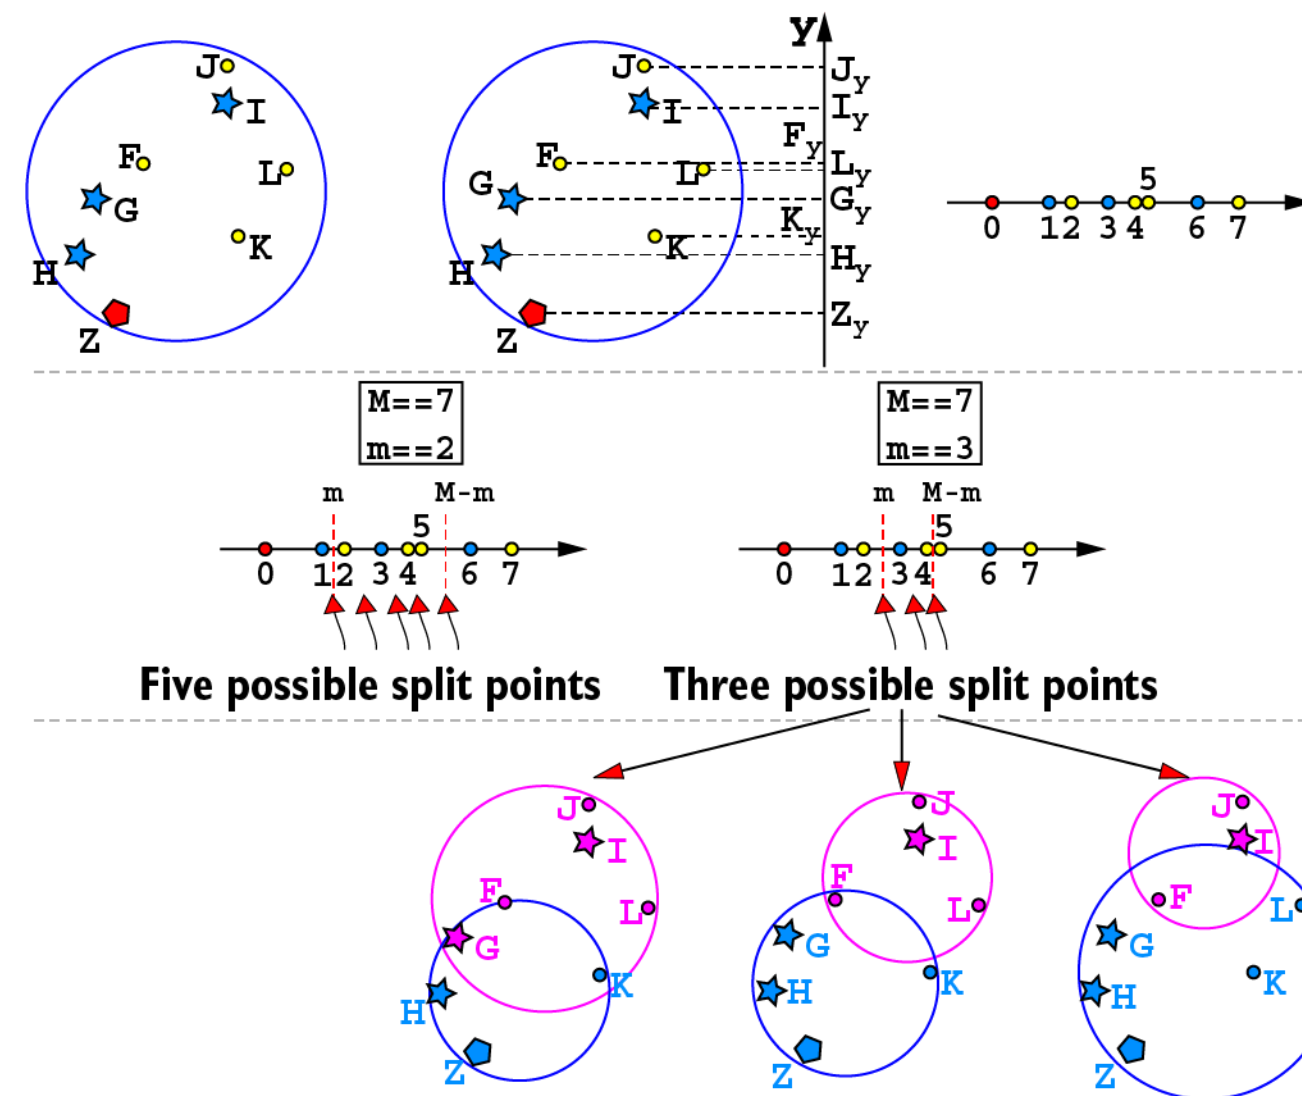 J
I
F
L
G
K
H
Z
y
J
I
F
L
G
K
H
Z
Jy
Iy
Fy
Ly
Gy
Ky
Hy
Zy
5
0 1 2 3 4 6 7
M==7
m==2
m M-m
5
0 1 2 3 4 6 7
Five possible split points
M==7
m==3
m M-m
5
0 1 2 3 4 6 7
Three possible split points
J
I
F
L
G
K
H
Z
J
I
F
L
G
K
H
Z
J
I
F
L
G
K
H
Z